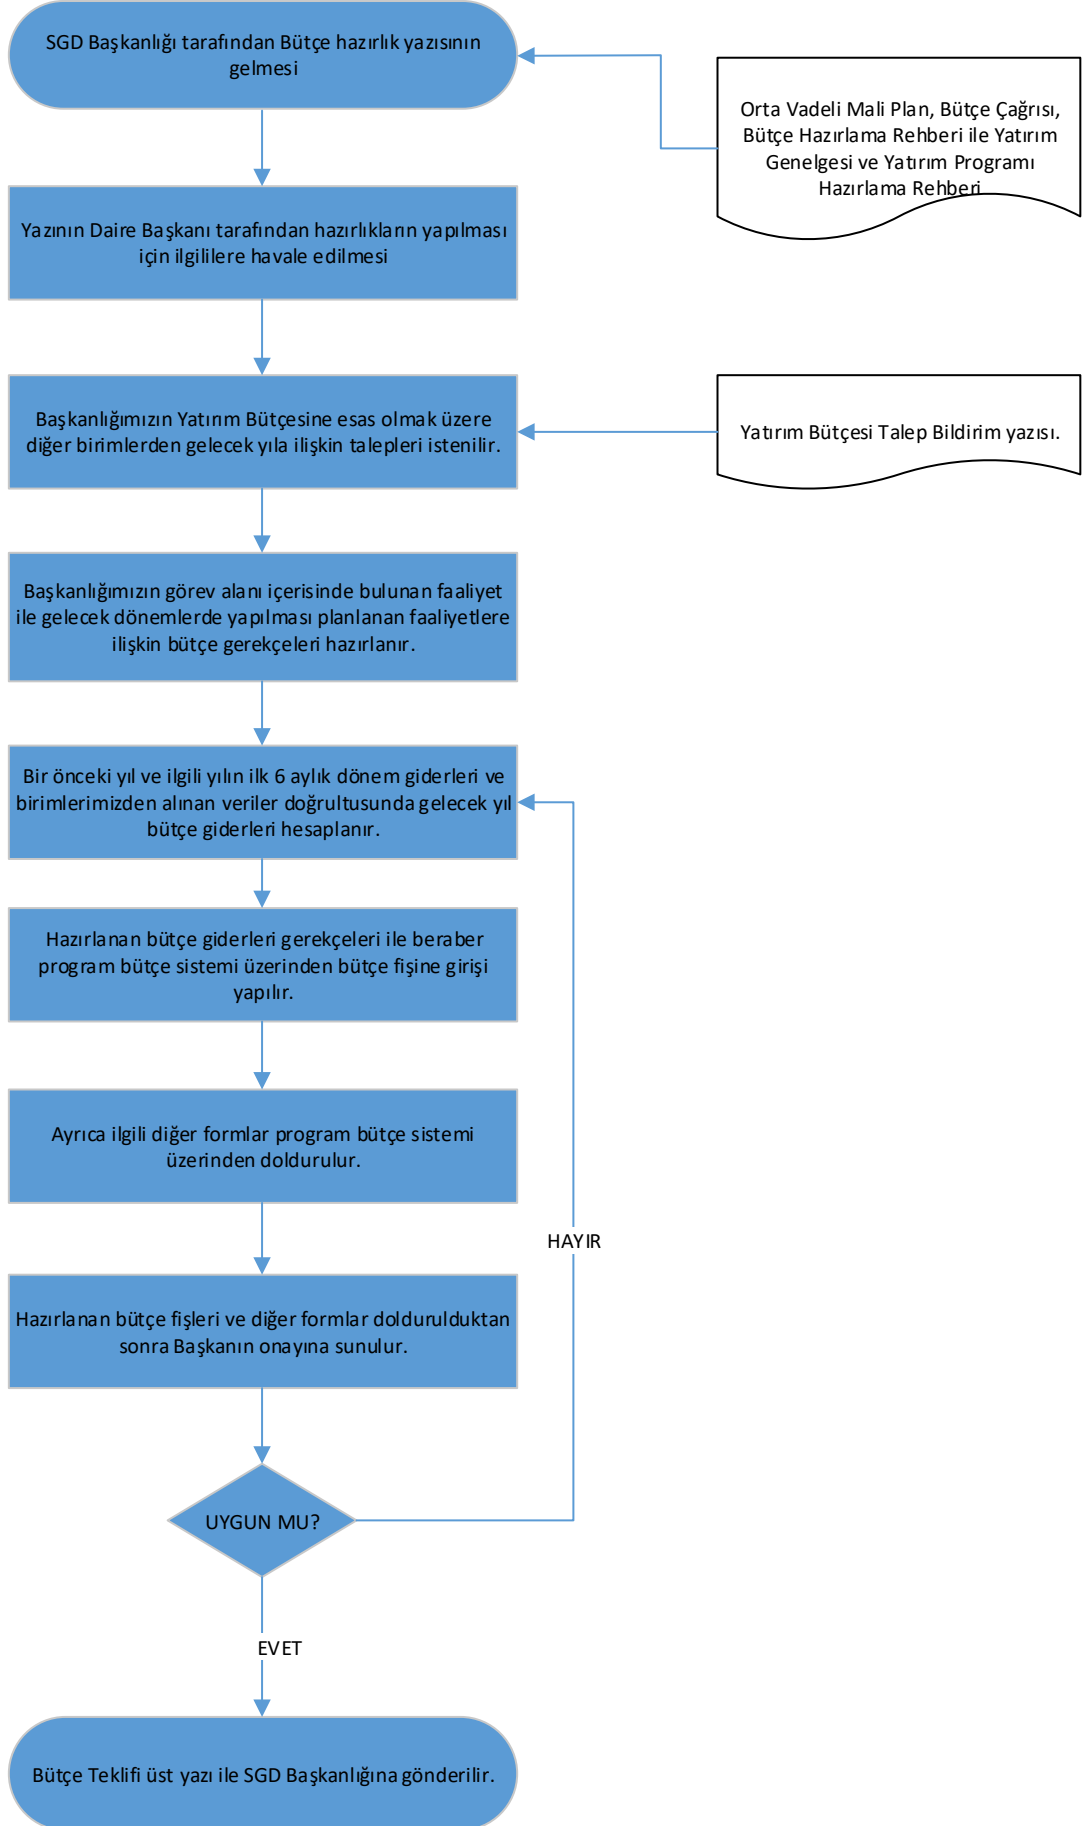 SGD Başkanlığı tarafından Bütçe hazırlık yazısının
gelmesi
Orta Vadeli Mali Plan, Bütçe Çağrısı,
Bütçe Hazırlama Rehberi ile Yatırım
Genelgesi ve Yatırım Programı
Hazırlama Rehberi
Yazının Daire Başkanı tarafından hazırlıkların yapılması
için ilgililere havale edilmesi
Başkanlığımızın Yatırım Bütçesine esas olmak üzere
diğer birimlerden gelecek yıla ilişkin talepleri istenilir.
Yatırım Bütçesi Talep Bildirim yazısı.
Başkanlığımızın görev alanı içerisinde bulunan faaliyet
ile gelecek dönemlerde yapılması planlanan faaliyetlere
ilişkin bütçe gerekçeleri hazırlanır.
Bir önceki yıl ve ilgili yılın ilk 6 aylık dönem giderleri ve
birimlerimizden alınan veriler doğrultusunda gelecek yıl
bütçe giderleri hesaplanır.
Hazırlanan bütçe giderleri gerekçeleri ile beraber
program bütçe sistemi üzerinden bütçe fişine girişi
yapılır.
Ayrıca ilgili diğer formlar program bütçe sistemi
üzerinden doldurulur.
HAYIR
Hazırlanan bütçe fişleri ve diğer formlar doldurulduktan
sonra Başkanın onayına sunulur.
UYGUN MU?
EVET
Bütçe Teklifi üst yazı ile SGD Başkanlığına gönderilir.